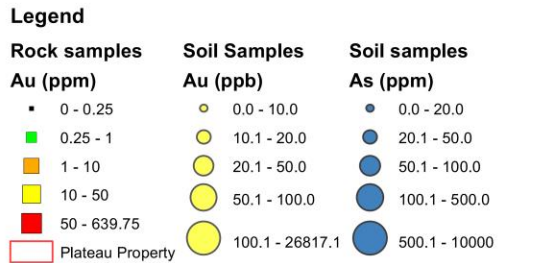 Legend
Rock samples
Au (ppm)
0 - 0.25
0.25 - 1
1 - 10
10 - 50
50 - 639.75
Plateau Property
Soil Samples
Au (ppb)
0.0 - 10.0
10.1 - 20.0
20.1 - 50.0
50.1 - 100.0
100.1 - 26817.1
Soil samples
As (ppm)
0.0 - 20.0
20.1 - 50.0
50.1 - 100.0
100.1 - 500.0
500.1 - 10000